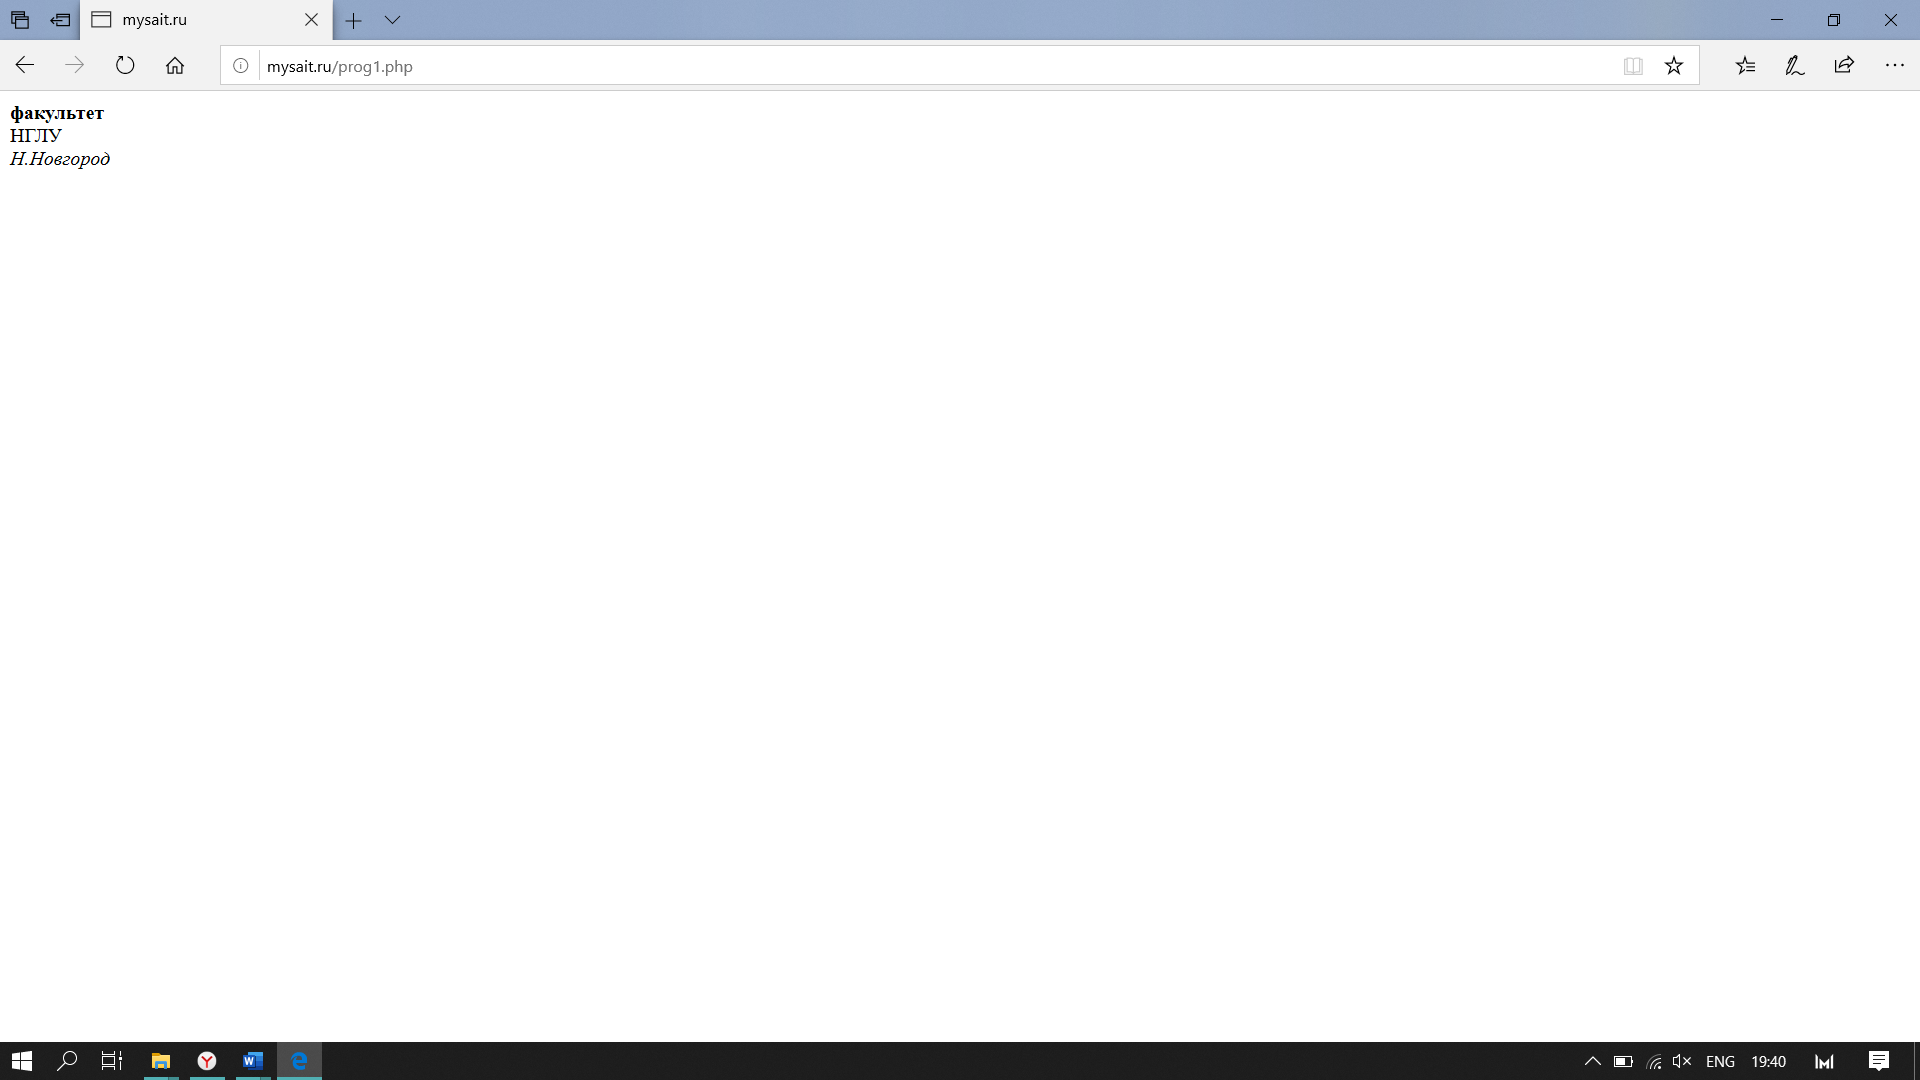 mysait.ru
mysait.ru/prog1.php
факультет
НГЛУ
Н.Новгород
ENG 19:40